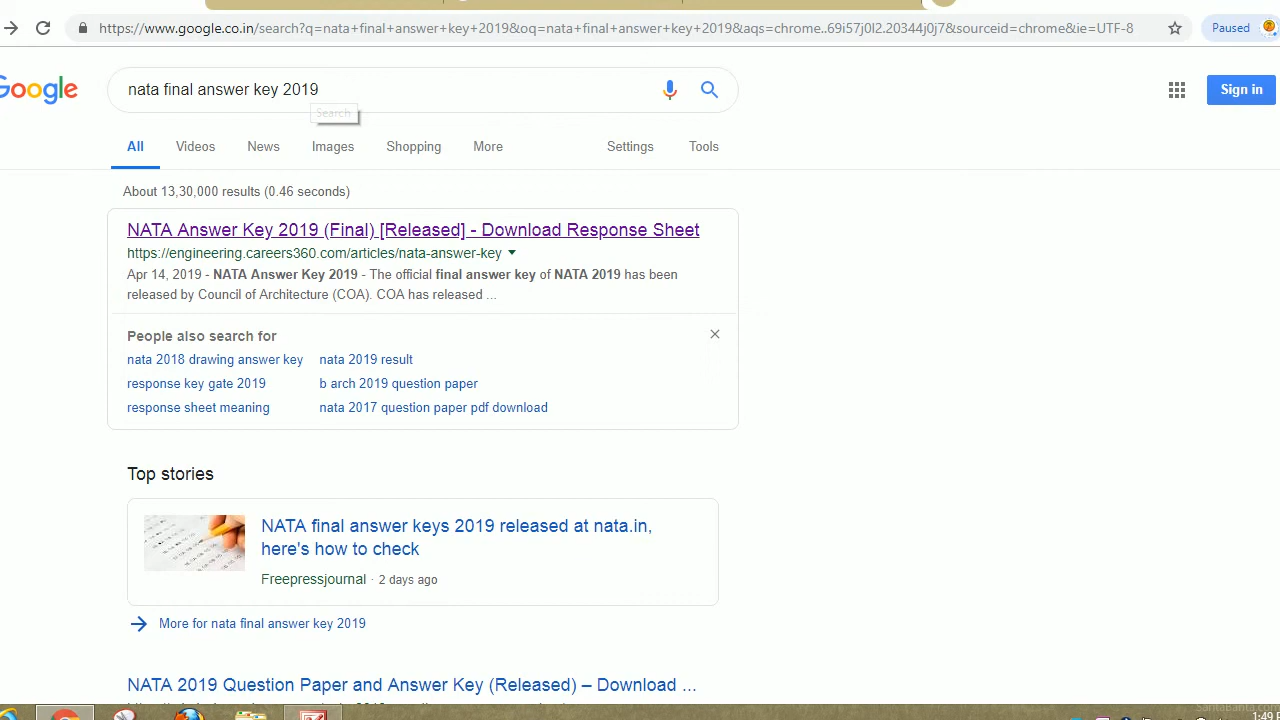 https://www.google.co.in/search?q=nata+final+answer+key+2019&oq=nata+final+answer+key+2019&aqs=chrome..69i57j0l2.20344j0j7&sourceid=chrome&ie=UTF-8 Paused
Google nata final answer key 2019 Sign in
Search
All Videos News Images Shopping More Settings Tools
About 13,30,000 results (0.46 seconds)
NATA Answer Key 2019 (Final) [Released] - Download Response Sheet
https://engineering.careers360.com/articles/nata-answer-key
Apr 14, 2019 - NATA Answer Key 2019 - The official final answer key of NATA 2019 has been
released by Council of Architecture (COA). COA has released ...
People also search for
nata 2018 drawing answer key nata 2019 result
response key gate 2019 b arch 2019 question paper
response sheet meaning nata 2017 question paper pdf download
Top stories
NATA final answer keys 2019 released at nata.in,
here's how to check
Freepressjournal · 2 days ago
More for nata final answer key 2019
NATA 2019 Question Paper and Answer Key (Released) – Download ...
SantaBanta.com